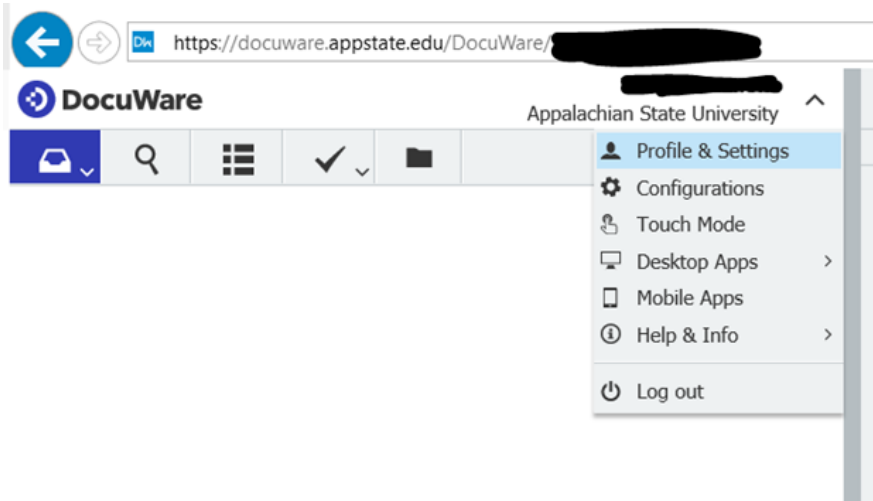 DW https://docuware.appstate.edu/DocuWare/
DocuWare
Appalachian State University
Profile & Settings
Configurations
Touch Mode
Desktop Apps
Mobile Apps
Help & Info
Log out